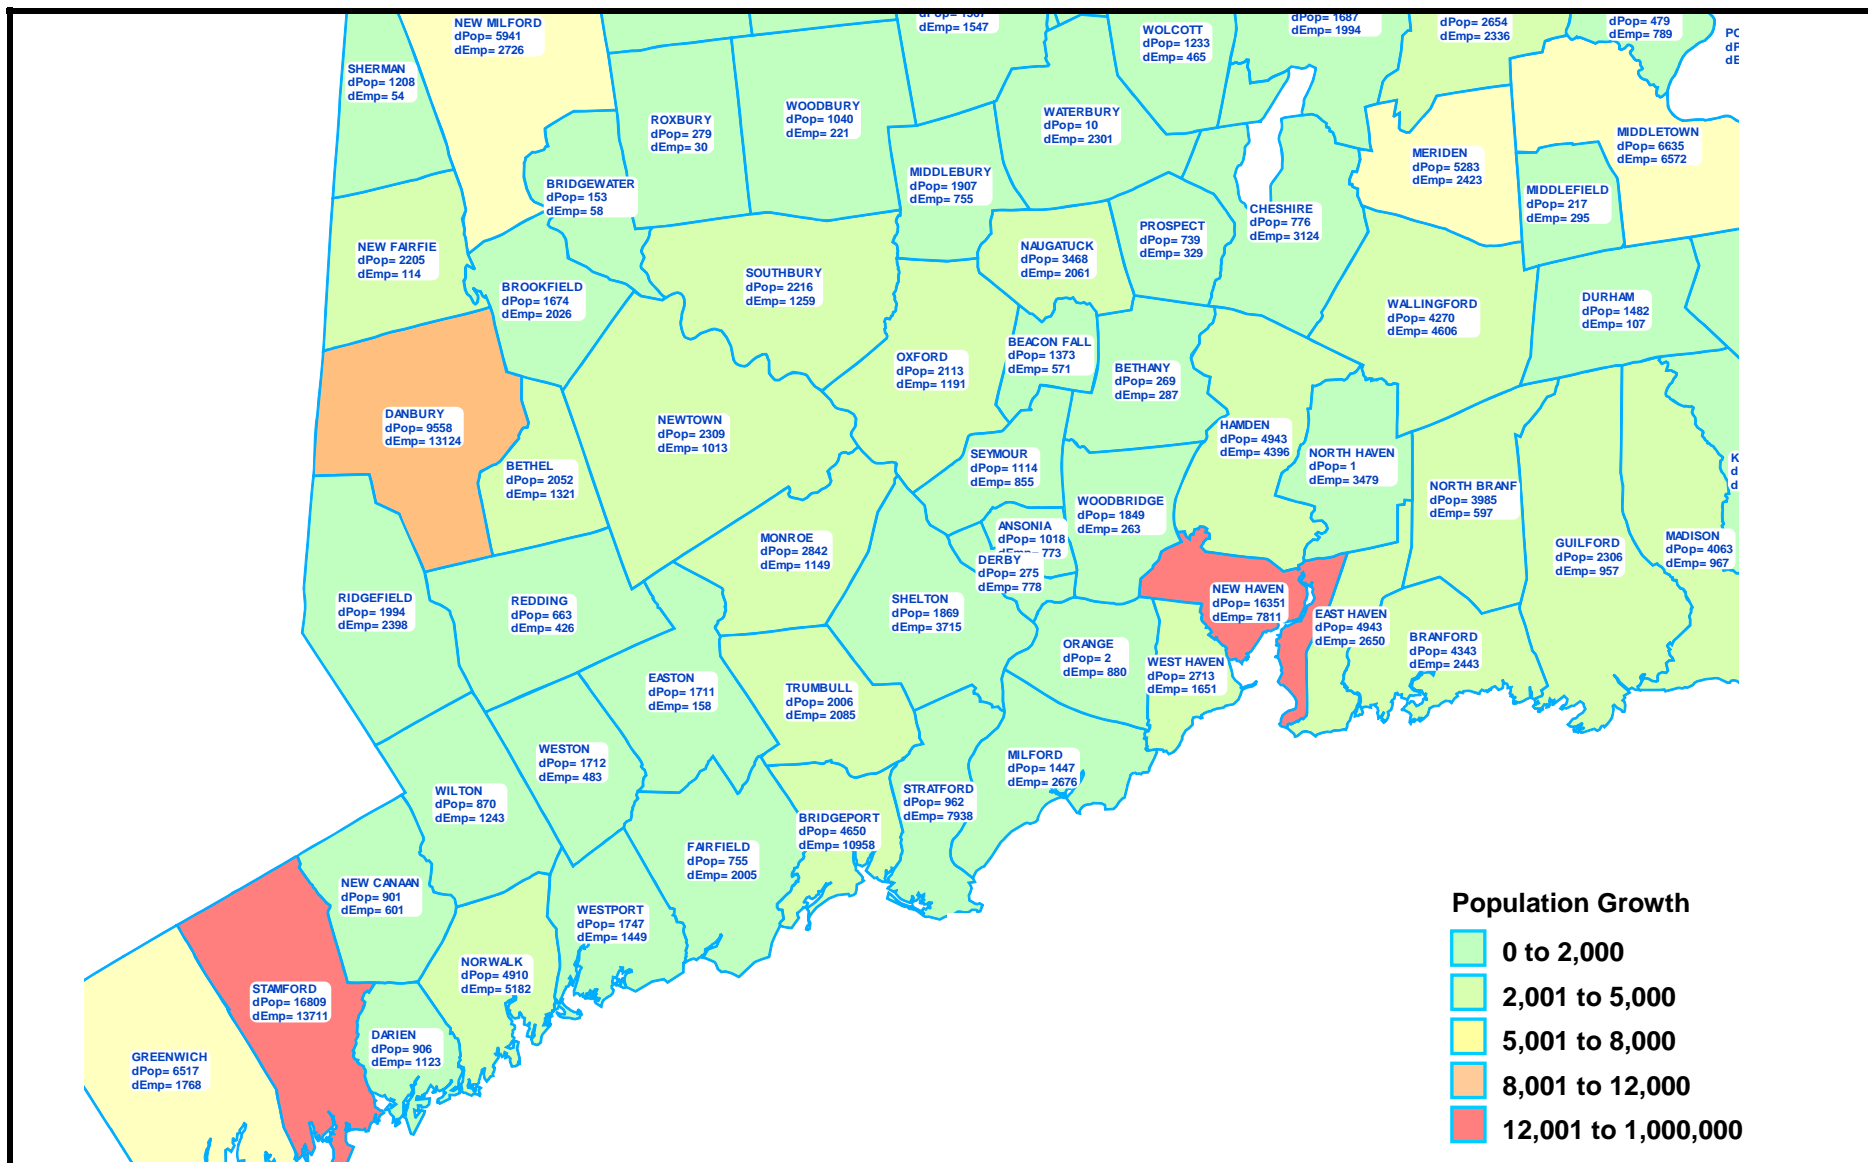 NEW MILFORD
dPop= 5941
dEmp= 2726
dEmp= 1547
WOLCOTT
dPop= 1233
dEmp= 465
dPop= 1687
dEmp= 1994
dPop= 2654
dEmp= 2336
dPop= 479
dEmp= 789
SHERMAN
dPop= 1208
dEmp= 54
ROXBURY
dPop= 279
dEmp= 30
WOODBURY
dPop= 1040
dEmp= 221
WATERBURY
dPop= 10
dEmp= 2301
MIDDLETOWN
dPop= 6635
dEmp= 6572
MERIDEN
dPop= 5283
dEmp= 2423
BRIDGEWATER
dPop= 153
dEmp= 58
MIDDLEBURY
dPop= 1907
dEmp= 755
MIDDLEFIELD
dPop= 217
dEmp= 295
CHESHIRE
dPop= 776
dEmp= 3124
PROSPECT
dPop= 739
dEmp= 329
NEW FAIRFIE
dPop= 2205
dEmp= 114
NAUGATUCK
dPop= 3468
dEmp= 2061
SOUTHBURY
dPop= 2216
dEmp= 1259
BROOKFIELD
dPop= 1674
dEmp= 2026
WALLINGFORD
dPop= 4270
dEmp= 4606
DURHAM
dPop= 1482
dEmp= 107
OXFORD
dPop= 2113
dEmp= 1191
BEACON FALL
dPop= 1373
dEmp= 571
BETHANY
dPop= 269
dEmp= 287
DANBURY
dPop= 9558
dEmp= 13124
NEWTOWN
dPop= 2309
dEmp= 1013
HAMDEN
dPop= 4943
dEmp= 4396
BETHEL
dPop= 2052
dEmp= 1321
SEYMOUR
dPop= 1114
dEmp= 855
NORTH HAVEN
dPop= 1
dEmp= 3479
NORTH BRANF
dPop= 3985
dEmp= 597
WOODBRIDGE
dPop= 1849
dEmp= 263
ANSONIA
dPop= 1018
dEmp= 773
MONROE
dPop= 2842
dEmp= 1149
DERBY
dPop= 275
dEmp= 778
GUILFORD
dPop= 2306
dEmp= 957
MADISON
dPop= 4063
dEmp= 967
RIDGEFIELD
dPop= 1994
dEmp= 2398
REDDING
dPop= 663
dEmp= 426
SHELTON
dPop= 1869
dEmp= 3715
NEW HAVEN
dPop= 16351
dEmp= 7811
EAST HAVEN
dPop= 4943
dEmp= 2650
BRANFORD
dPop= 4343
dEmp= 2443
ORANGE
dPop= 2
dEmp= 880
WEST HAVEN
dPop= 2713
dEmp= 1651
EASTON
dPop= 1711
dEmp= 158
TRUMBULL
dPop= 2006
dEmp= 2085
WESTON
dPop= 1712
dEmp= 483
MILFORD
dPop= 1447
dEmp= 2676
WILTON
dPop= 870
dEmp= 1243
STRATFORD
dPop= 962
dEmp= 7938
BRIDGEPORT
dPop= 4650
dEmp= 10958
FAIRFIELD
dPop= 755
dEmp= 2005
NEW CANAAN
dPop= 901
dEmp= 601
WESTPORT
dPop= 1747
dEmp= 1449
NORWALK
dPop= 4910
dEmp= 5182
STAMFORD
dPop= 16809
dEmp= 13711
DARIEN
dPop= 906
dEmp= 1123
GREENWICH
dPop= 6517
dEmp= 1768
Population Growth
0 to 2,000
2,001 to 5,000
5,001 to 8,000
8,001 to 12,000
12,001 to 1,000,000